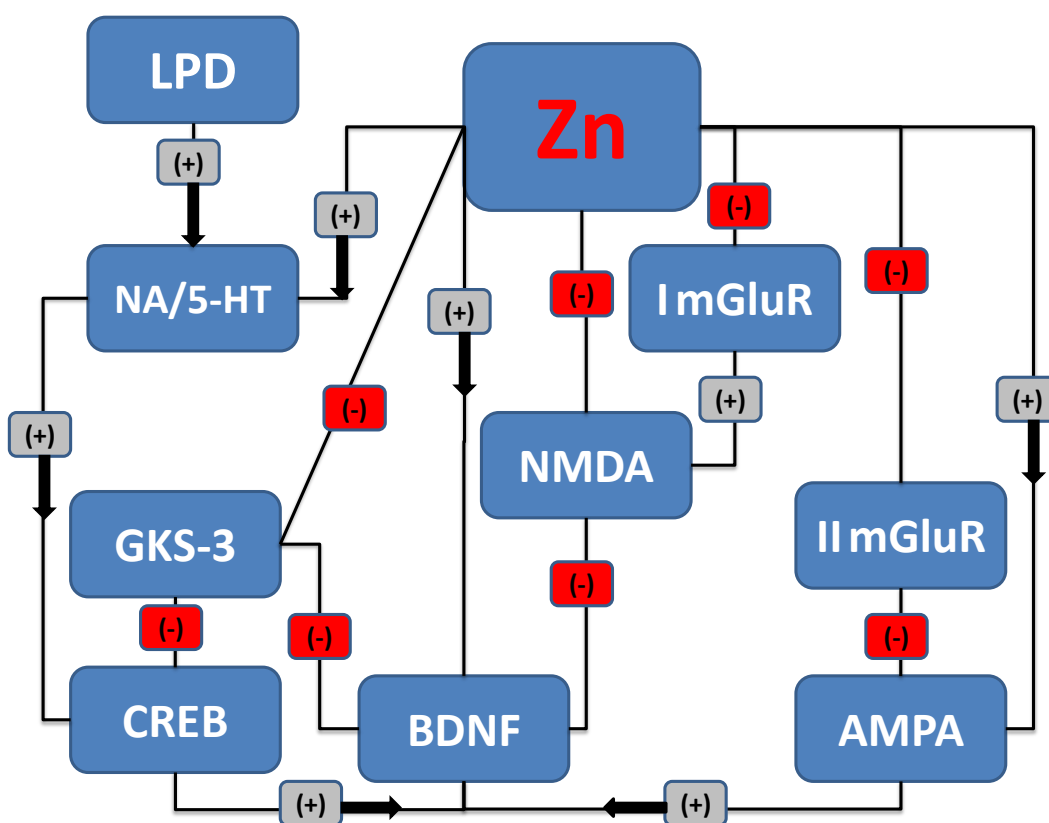 LPD
Zn
(+)
(+)
(-)
NA/5-HT
(+)
(-)
I mGluR
(-)
(-)
(+)
(+)
(+)
NMDA
GKS-3
II mGluR
(-)
(-)
(-)
(-)
CREB
BDNF
AMPA
(+)
(+)